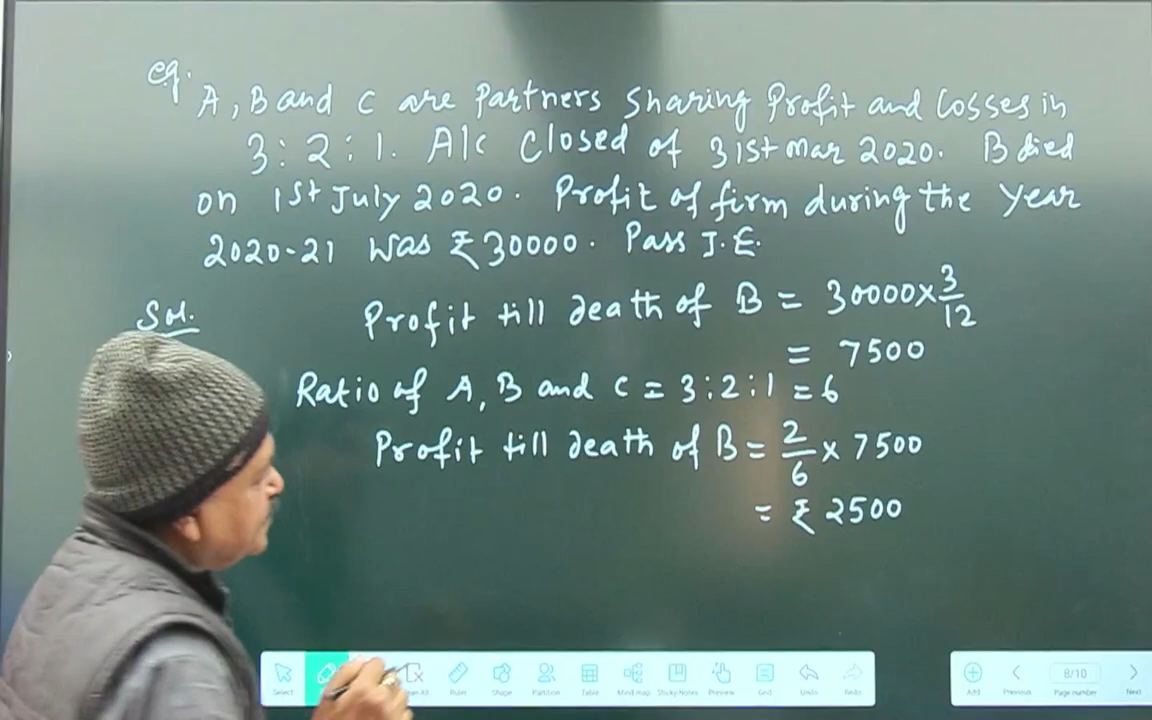 eg.
A, B and C are Partners Sharing Profit and Losses in
3 : 2 : 1. A/c Closed of 31st Mar 2020. B died
on 1st July 2020. Profit of firm during the Year
2020-21 was ₹ 30000. Pass J.E.
Sol. Profit till death of B = 30000 × 3/12
= 7500
Ratio of A, B and C = 3 : 2 : 1 = 6
Profit till death of B = 2/6 × 7500
= ₹ 2500
Select Ruler Shape Partition Table Mind map Sticky Notes Preview Grid Undo Redo Add Previous 8/10 Page number Next